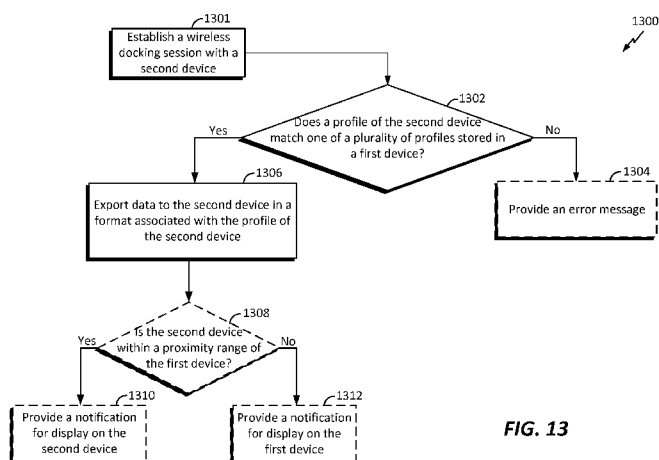 1301
Establish a wireless
docking session with a
second device
1300
1302
Does a profile of the second device
match one of a plurality of profiles stored in
a first device?
Yes
No
1306
Export data to the second device in a
format associated with the profile of
the second device
1304
Provide an error message
1308
Is the second device
within a proximity range of
the first device?
Yes
No
1310
Provide a notification
for display on the
second device
1312
Provide a notification
for display on the
first device
FIG. 13